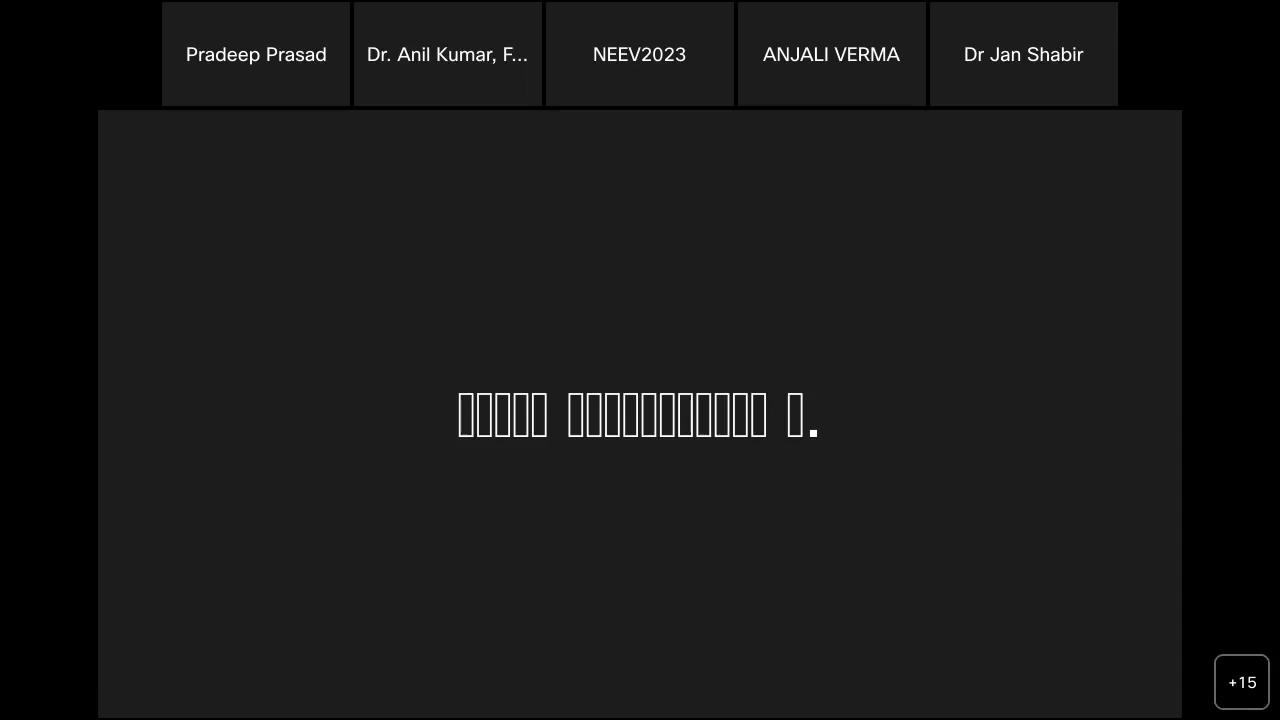 Pradeep Prasad
Dr. Anil Kumar, F...
NEEV2023
ANJALI VERMA
Dr Jan Shabir
+15